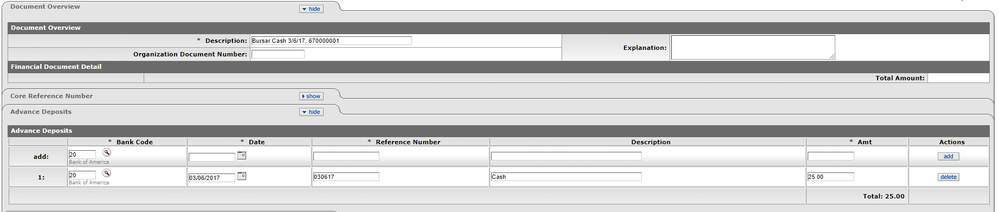 Document Overview
hide
Document Overview
* Description: Bursar Cash 3/6/17, 670000001
Explanation:
Organization Document Number:
Financial Document Detail
Total Amount:
Core Reference Number
show
Advance Deposits
hide
Advance Deposits
* Bank Code * Date * Reference Number Description * Amt Actions
add: 20 add
Bank of America
1: 20 03/06/2017 030617 Cash 25.00 delete
Bank of America
Total: 25.00